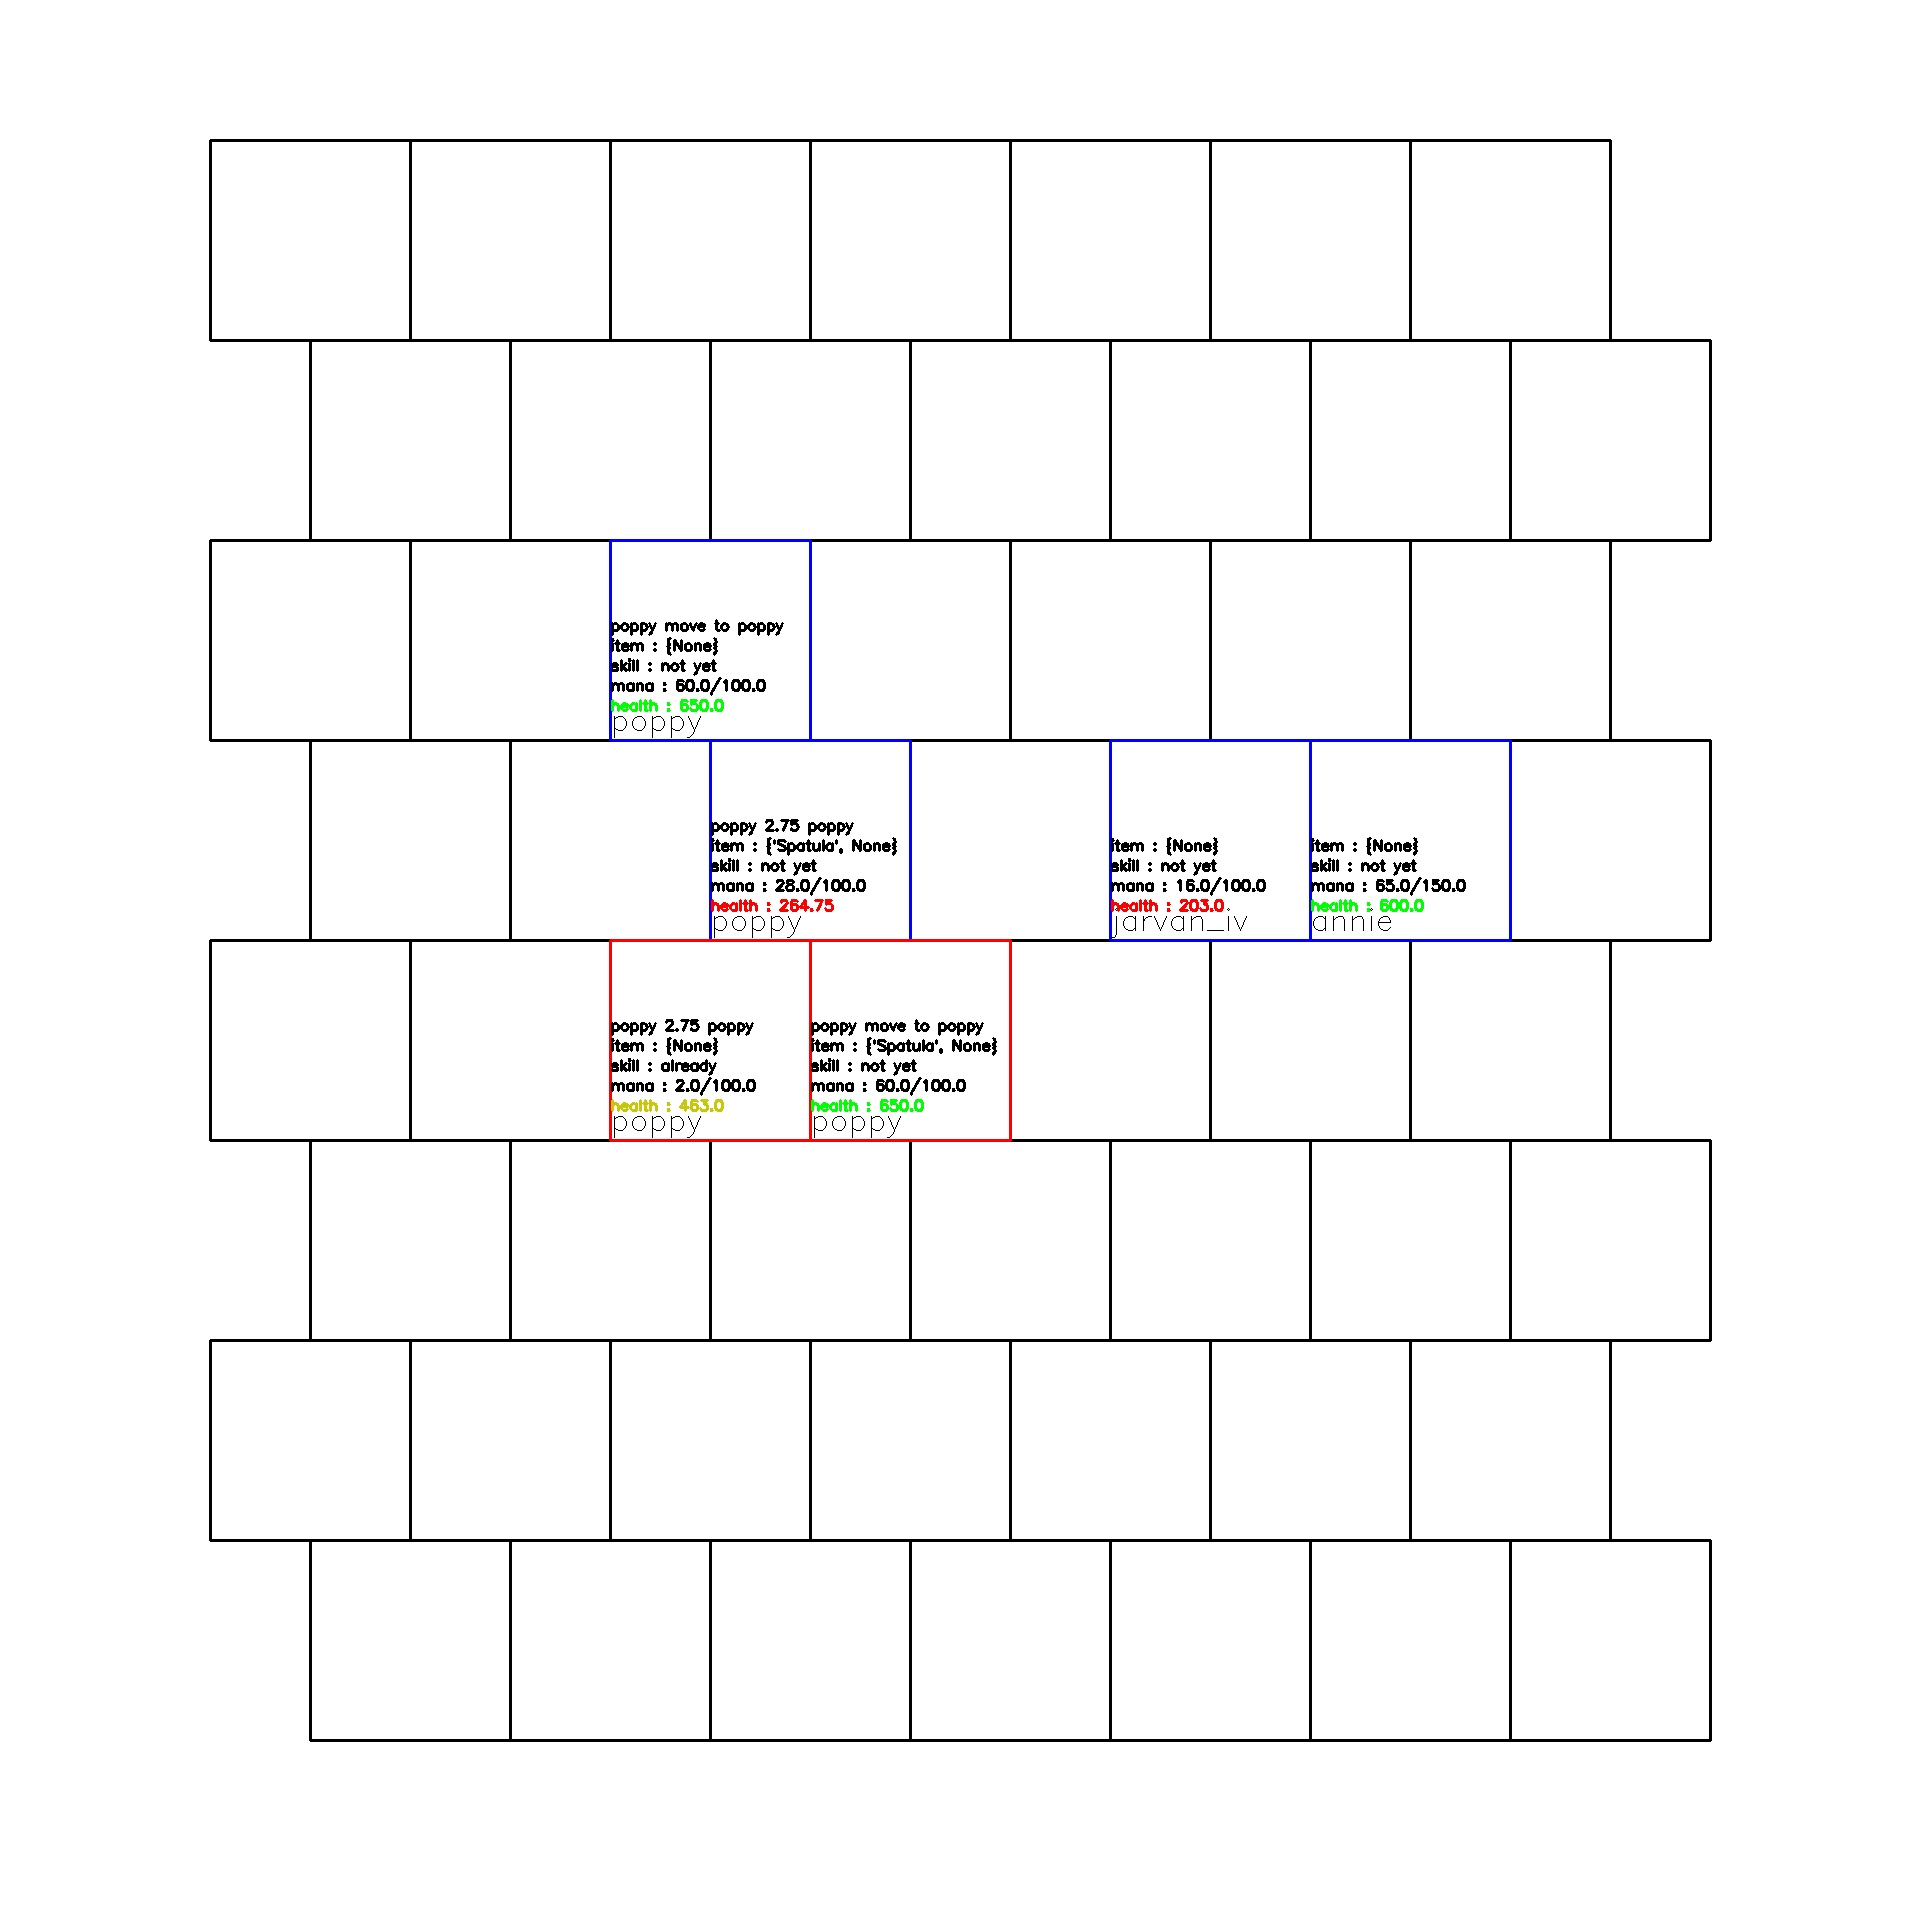 poppy move to poppy
item : {None}
skill : not yet
mana : 60.0/100.0
health : 650.0
poppy
poppy 2.75 poppy
item : {'Spatula', None}
skill : not yet
mana : 28.0/100.0
health : 264.75
poppy
item : {None}
skill : not yet
mana : 16.0/100.0
health : 203.0
jarvan_iv
item : {None}
skill : not yet
mana : 65.0/150.0
health : 600.0
annie
poppy 2.75 poppy
item : {None}
skill : already
mana : 2.0/100.0
health : 463.0
poppy
poppy move to poppy
item : {'Spatula', None}
skill : not yet
mana : 60.0/100.0
health : 650.0
poppy